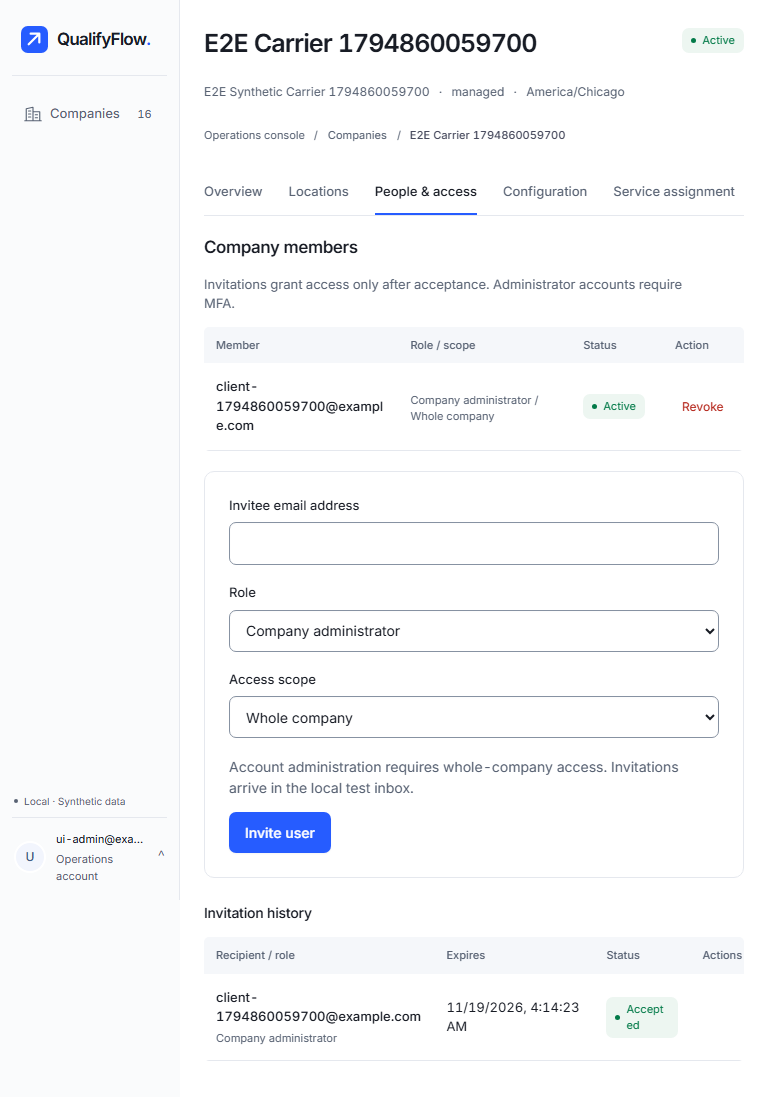 QualifyFlow.
Companies 16
Local · Synthetic data
U
ui-admin@exa...
Operations
account
^
E2E Carrier 1794860059700
Active
E2E Synthetic Carrier 1794860059700 · managed · America/Chicago
Operations console / Companies / E2E Carrier 1794860059700
Overview Locations People & access Configuration Service assignment
Company members
Invitations grant access only after acceptance. Administrator accounts require
MFA.
Member Role / scope Status Action
client-
1794860059700@exampl
e.com
Company administrator /
Whole company
Active
Revoke
Invitee email address
Role
Company administrator
Access scope
Whole company
Account administration requires whole-company access. Invitations
arrive in the local test inbox.
Invite user
Invitation history
Recipient / role Expires Status Actions
client-
1794860059700@example.com
Company administrator
11/19/2026, 4:14:23
AM
Accept
ed